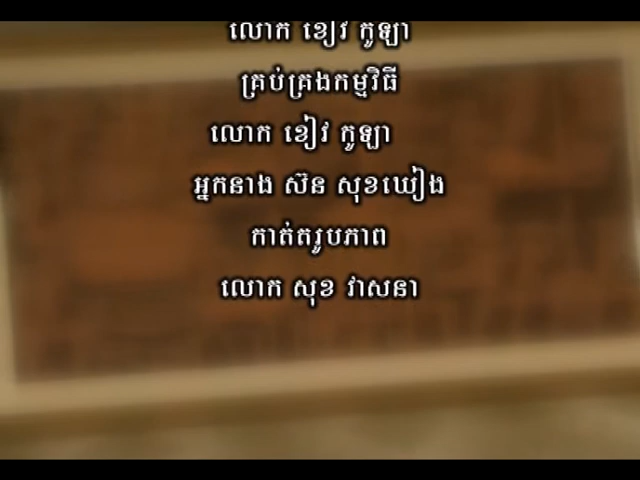 លោក ខៀវ កូឡា
គ្រប់គ្រងកម្មវិធី
លោក ខៀវ កូឡា
អ្នកនាង ស៊ន សុខឃៀង
កាត់តរូបភាព
លោក សុខ វាសនា